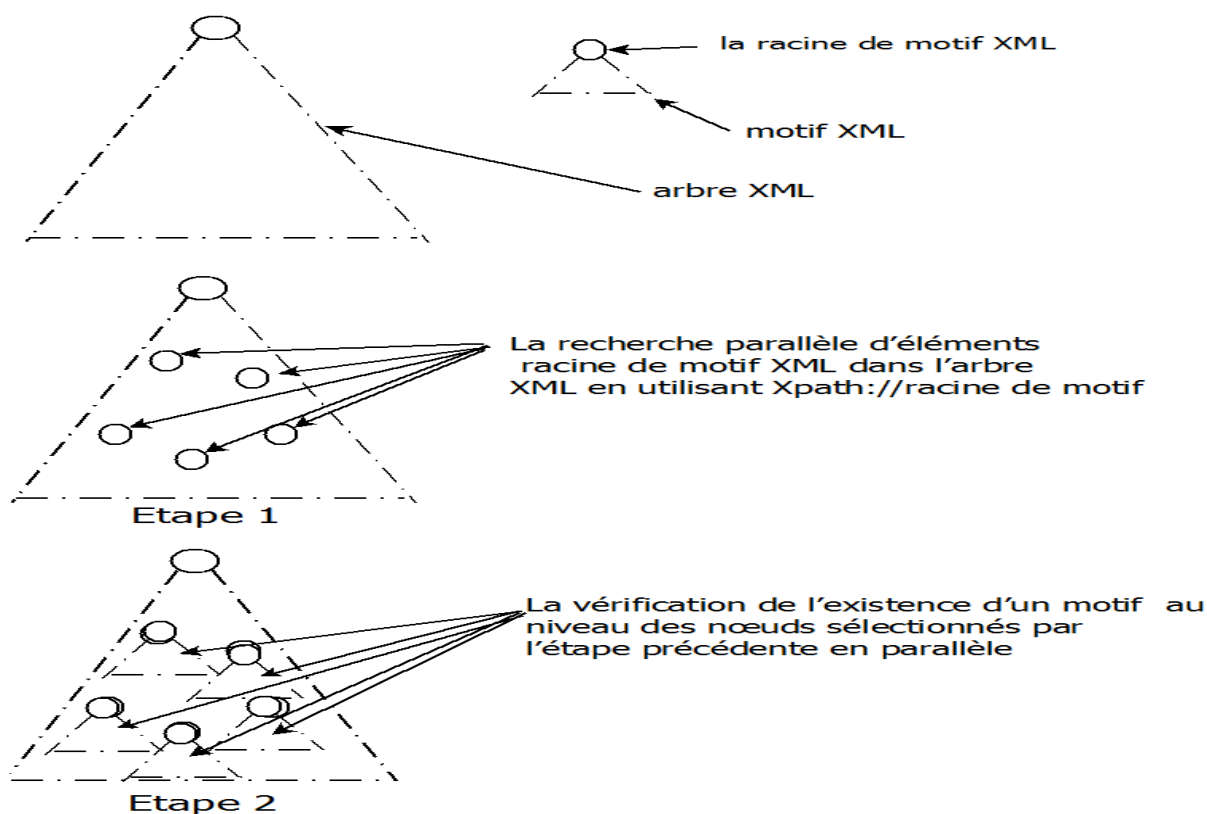 la racine de motif XML
motif XML
arbre XML
La recherche parallèle d'éléments
racine de motif XML dans l'arbre
XML en utilisant Xpath://racine de motif
Etape 1
La vérification de l'existence d'un motif au
niveau des nœuds sélectionnés par
l'étape précédente en parallèle
Etape 2